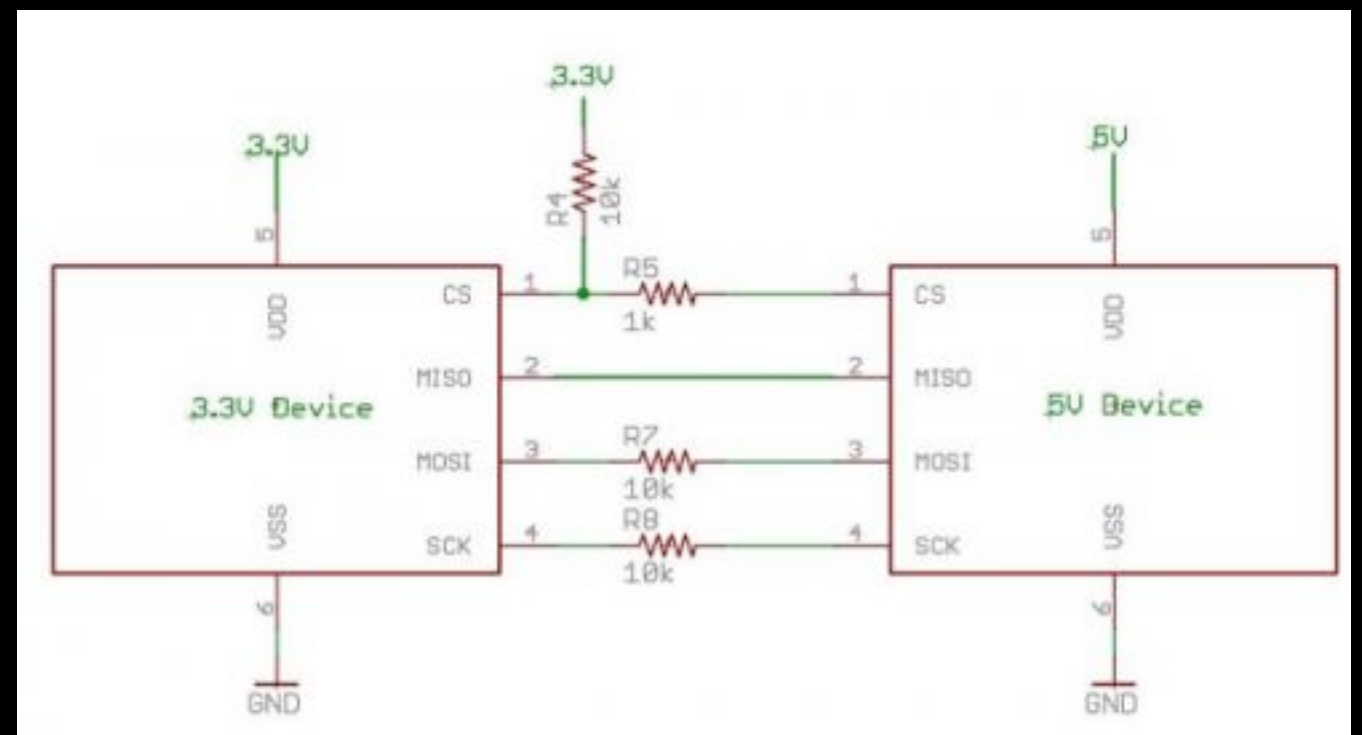 3.3V
3.3V
5V
R4
10k
5
5
R5
1k
CS
1
1
CS
VDD
VDD
MISO
2
2
MISO
3.3V Device
5V Device
R7
10k
MOSI
3
3
MOSI
R8
10k
VSS
VSS
SCK
4
4
SCK
6
6
GND
GND